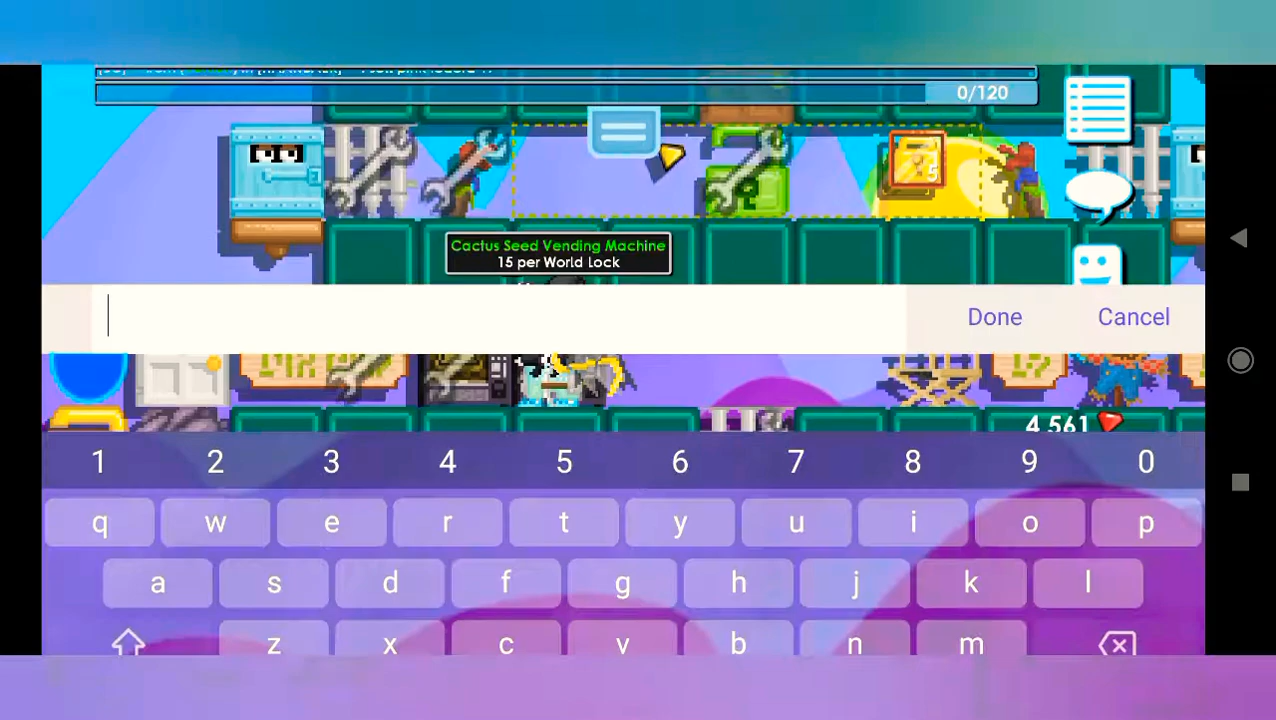 0/120
5
Cactus Seed Vending Machine
15 per World Lock
Done Cancel
4 561
1 2 3 4 5 6 7 8 9 0
q w e r t y u i o p
a s d f g h j k l
z x c v b n m